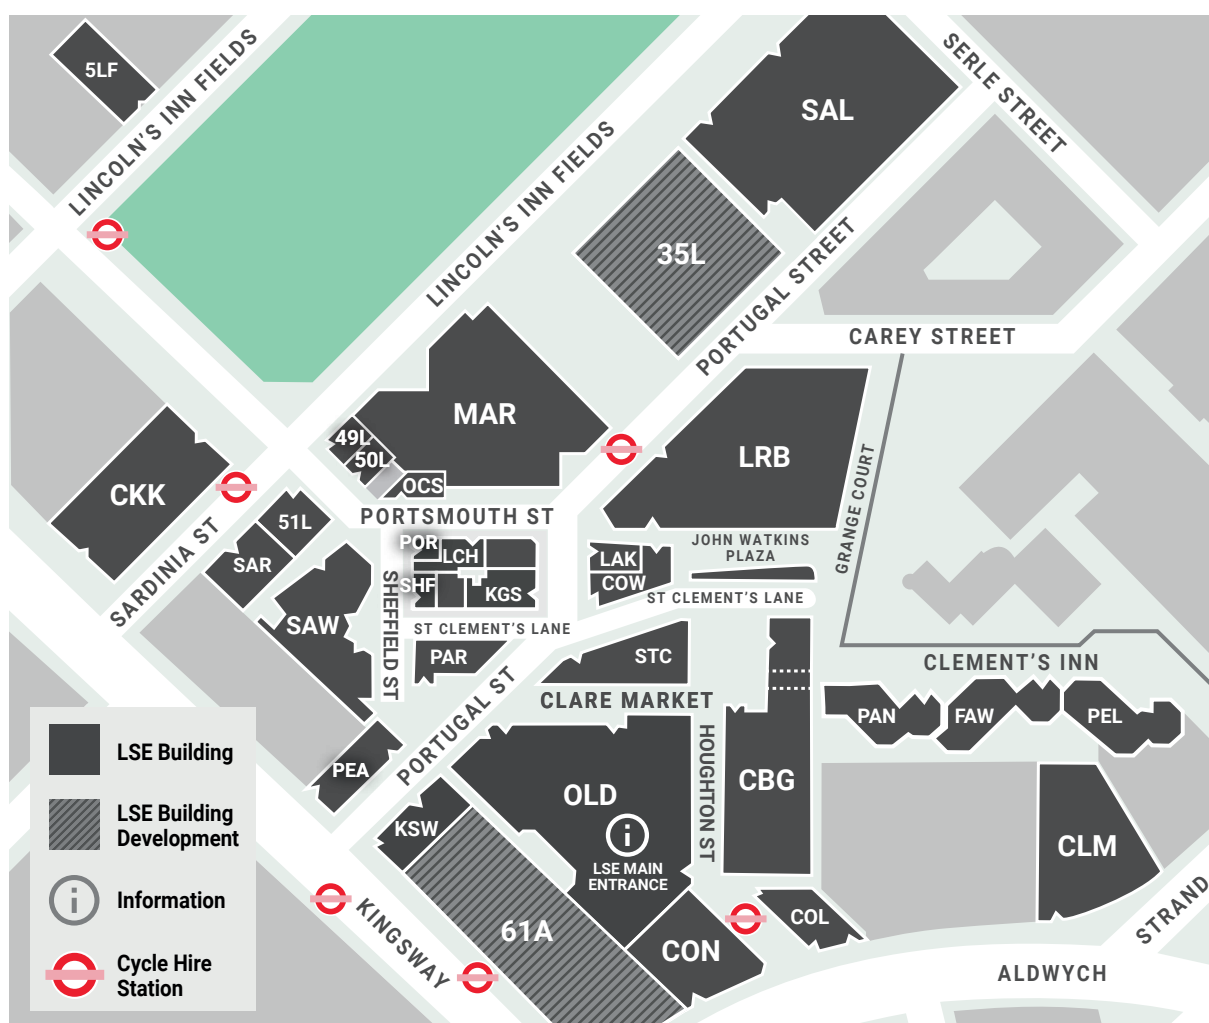 5LF
LINCOLN'S INN FIELDS
SERLE STREET
SAL
LINCOLN'S INN FIELDS
35L
PORTUGAL STREET
CAREY STREET
MAR
49L
50L
OCS
LRB
GRANGE COURT
CKK
51L
SAR
SARDINIA ST
PORTSMOUTH ST
POR
LCH
SHF
KGS
LAK
COW
JOHN WATKINS
PLAZA
ST CLEMENT'S LANE
SAW
SHEFFIELD ST
ST CLEMENT'S LANE
PAR
STC
CLARE MARKET
CLEMENT'S INN
PAN
FAW
PEL
PORTUGAL ST
PEA
HOUGHTON ST
OLD
LSE MAIN
ENTRANCE
CBG
KSW
CLM
61A
CON
COL
KINGSWAY
STRAND
ALDWYCH
LSE Building
LSE Building
Development
Information
Cycle Hire
Station